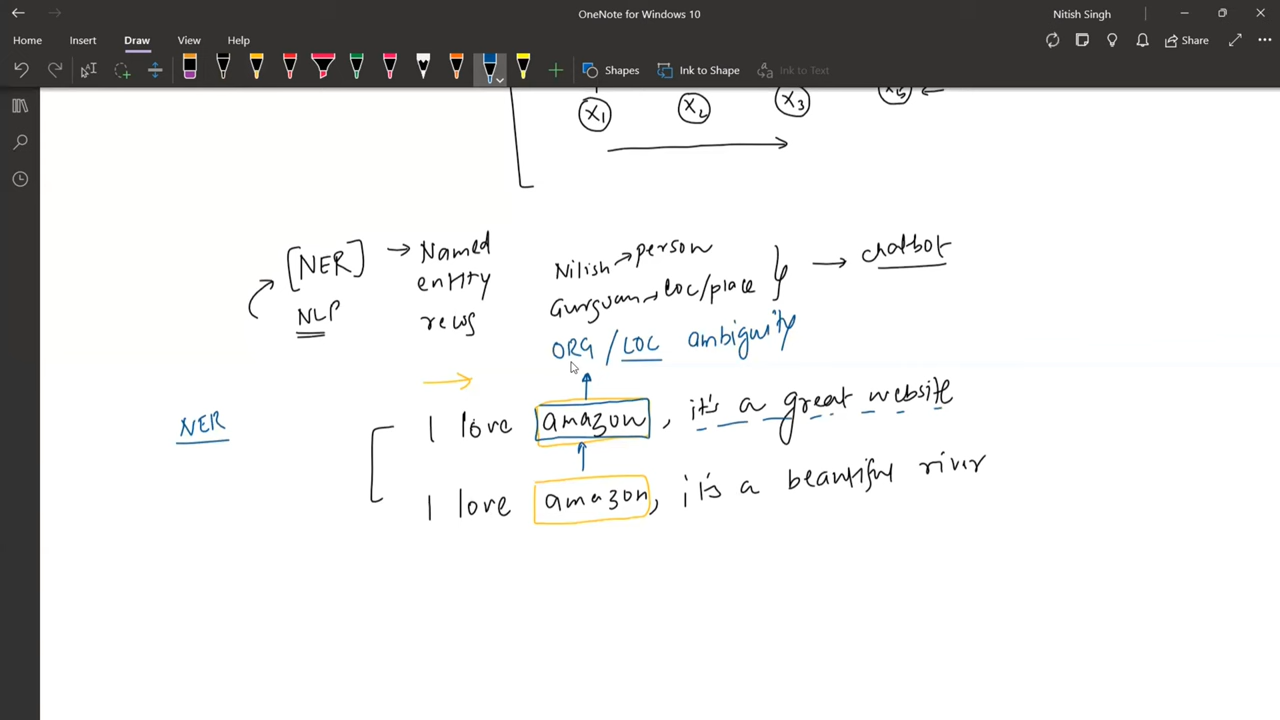 OneNote for Windows 10
Nitish Singh
Home Insert Draw View Help
Share
Shapes Ink to Shape Ink to Text
X1 X2 X3
[NER] → Named entity
NLP
Nitish → person
→ loc/place
→ chatbot
ORG / LOC ambiguity
NER
I love amazon, it's a great website
I love amazon, it's a beautiful river